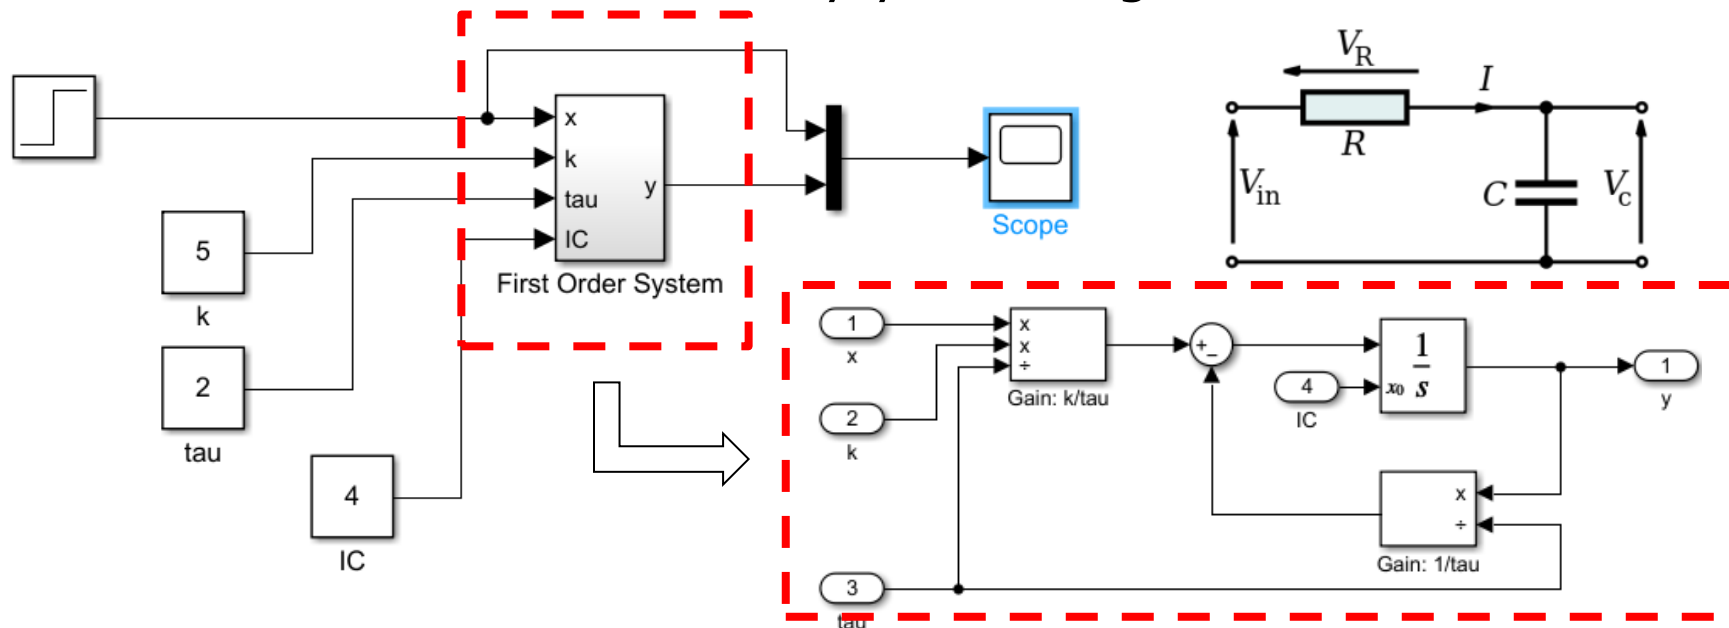 x
k
tau
IC
y
First Order System
5
k
2
tau
4
IC
Scope
V_R
I
R
V_in
C
V_c
1
x
2
k
3
tau
x
x
÷
Gain: k/tau
+_
4
IC
1
s
x₀
1
y
x
÷
Gain: 1/tau